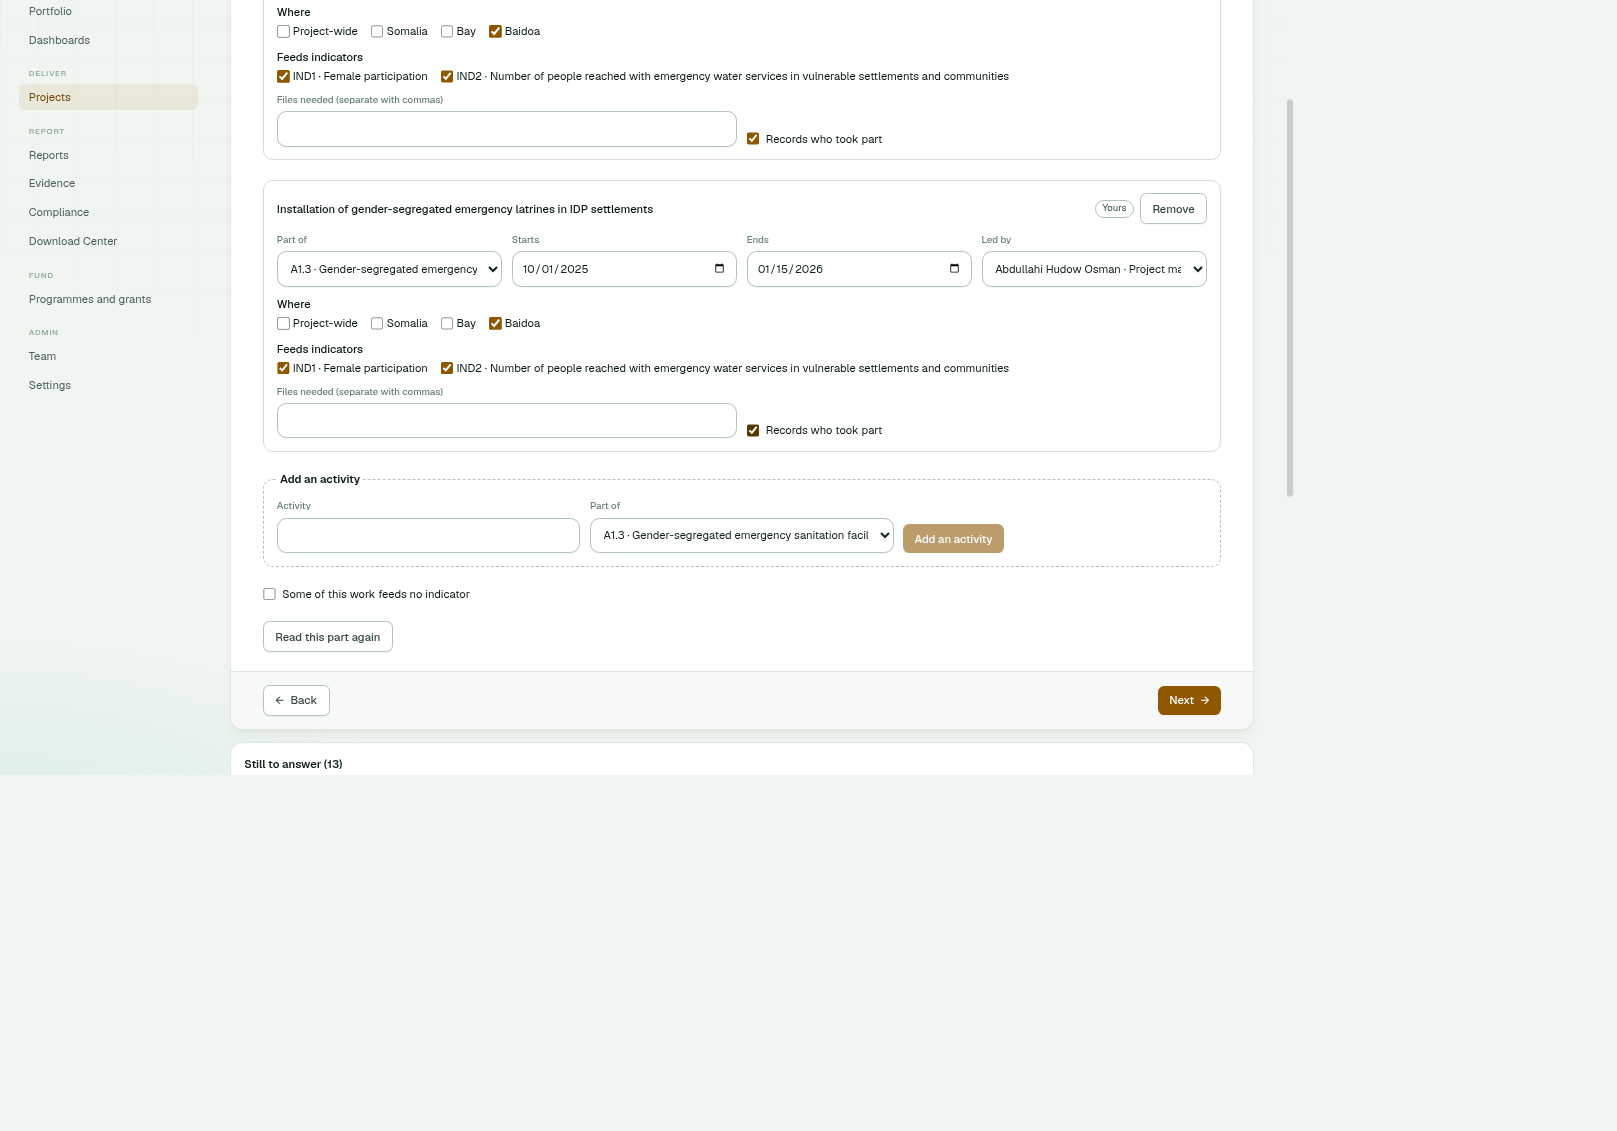 Portfolio
Dashboards
DELIVER
Projects
REPORT
Reports
Evidence
Compliance
Download Center
FUND
Programmes and grants
ADMIN
Team
Settings
Where
Project-wide Somalia Bay Baidoa
Feeds indicators
IND1 · Female participation IND2 · Number of people reached with emergency water services in vulnerable settlements and communities
Files needed (separate with commas)
Records who took part
Installation of gender-segregated emergency latrines in IDP settlements Yours Remove
Part of Starts Ends Led by
A1.3 · Gender-segregated emergency 10/01/2025 01/15/2026 Abdullahi Hudow Osman · Project ma
Where
Project-wide Somalia Bay Baidoa
Feeds indicators
IND1 · Female participation IND2 · Number of people reached with emergency water services in vulnerable settlements and communities
Files needed (separate with commas)
Records who took part
Add an activity
Activity Part of
A1.3 · Gender-segregated emergency sanitation facil Add an activity
Some of this work feeds no indicator
Read this part again
← Back Next →
Still to answer (13)